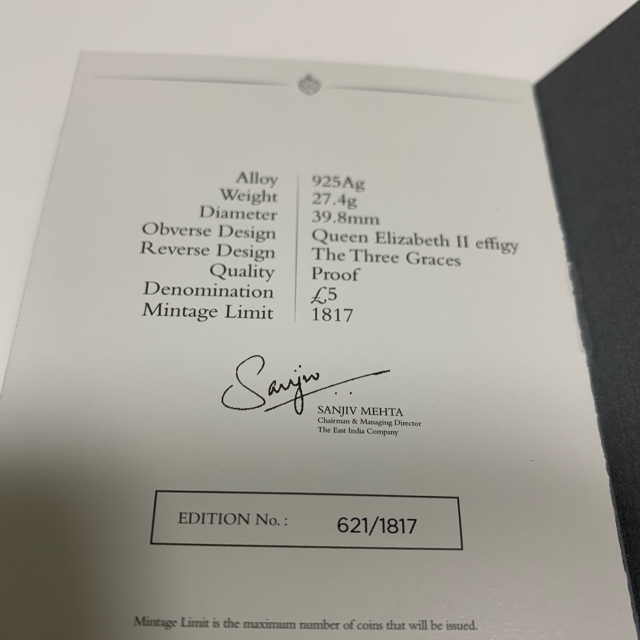 Alloy 925Ag
Weight 27.4g
Diameter 39.8mm
Obverse Design Queen Elizabeth II effigy
Reverse Design The Three Graces
Quality Proof
Denomination £5
Mintage Limit 1817
Sanjiv
SANJIV MEHTA
Chairman & Managing Director
The East India Company
EDITION No. : 621/1817
Mintage Limit is the maximum number of coins that will be issued.